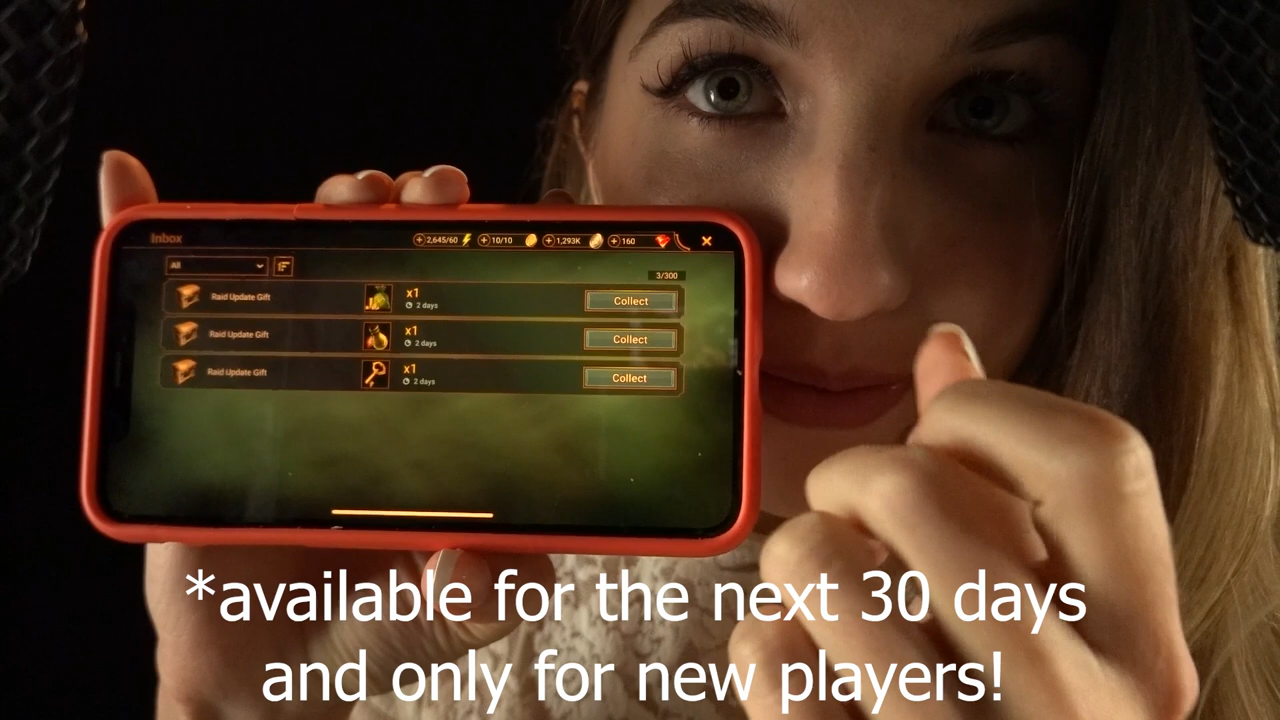 Inbox
2,645/60 10/10 1,293K 160
All
3/300
Raid Update Gift x1 Collect
2 days
Raid Update Gift x1 Collect
2 days
Raid Update Gift x1 Collect
2 days
*available for the next 30 days
and only for new players!